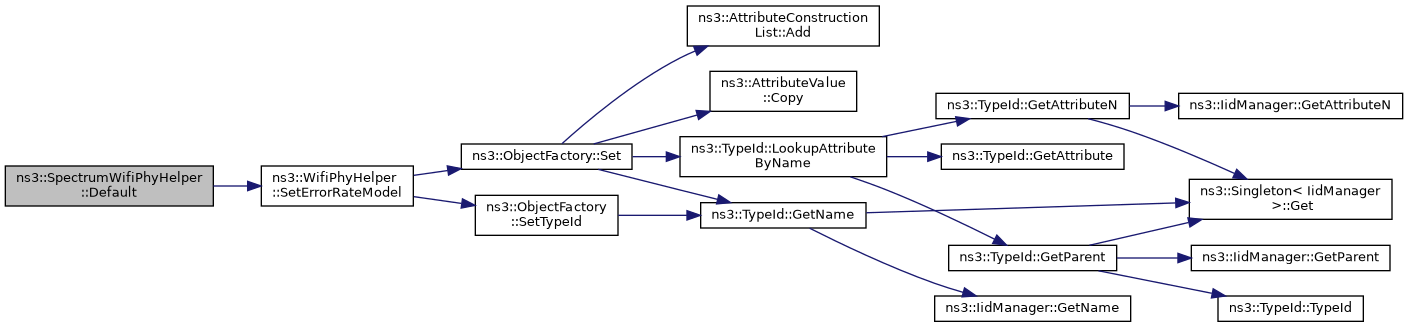 ns3::SpectrumWifiPhyHelper
::Default
ns3::WifiPhyHelper
::SetErrorRateModel
ns3::ObjectFactory::Set
ns3::ObjectFactory
::SetTypeId
ns3::AttributeConstruction
List::Add
ns3::AttributeValue
::Copy
ns3::TypeId::LookupAttribute
ByName
ns3::TypeId::GetName
ns3::TypeId::GetAttributeN
ns3::TypeId::GetAttribute
ns3::TypeId::GetParent
ns3::IidManager::GetName
ns3::IidManager::GetAttributeN
ns3::Singleton< IidManager
>::Get
ns3::IidManager::GetParent
ns3::TypeId::TypeId